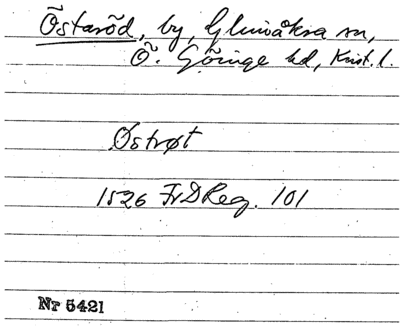 Östaröd, by, Glimåkra sn,
Ö. Göinge hd, Krist. l.
Østrøt
1526 FrDReg. 101
Nr 5421